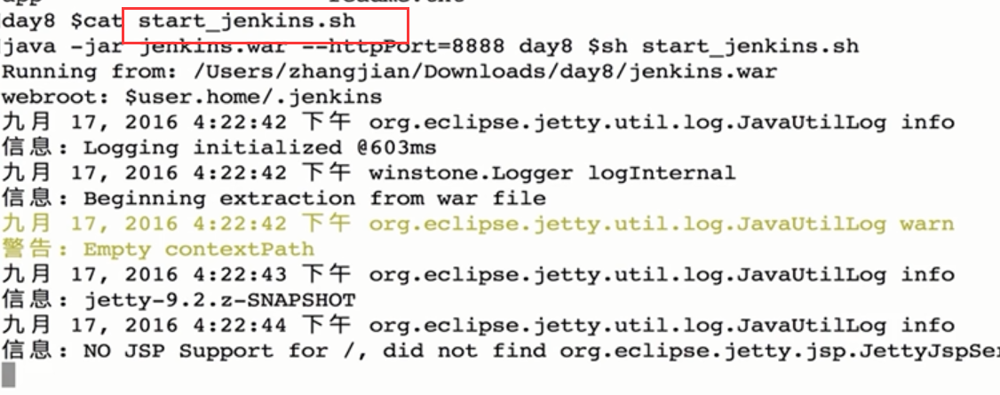 day8 $cat start_jenkins.sh
java -jar jenkins.war --httpPort=8888 day8 $sh start_jenkins.sh
Running from: /Users/zhangjian/Downloads/day8/jenkins.war
webroot: $user.home/.jenkins
九月 17, 2016 4:22:42 下午 org.eclipse.jetty.util.log.JavaUtilLog info
信息: Logging initialized @603ms
九月 17, 2016 4:22:42 下午 winstone.Logger logInternal
信息: Beginning extraction from war file
九月 17, 2016 4:22:42 下午 org.eclipse.jetty.util.log.JavaUtilLog warn
警告: Empty contextPath
九月 17, 2016 4:22:43 下午 org.eclipse.jetty.util.log.JavaUtilLog info
信息: jetty-9.2.z-SNAPSHOT
九月 17, 2016 4:22:44 下午 org.eclipse.jetty.util.log.JavaUtilLog info
信息: NO JSP Support for /, did not find org.eclipse.jetty.jsp.JettyJspSer